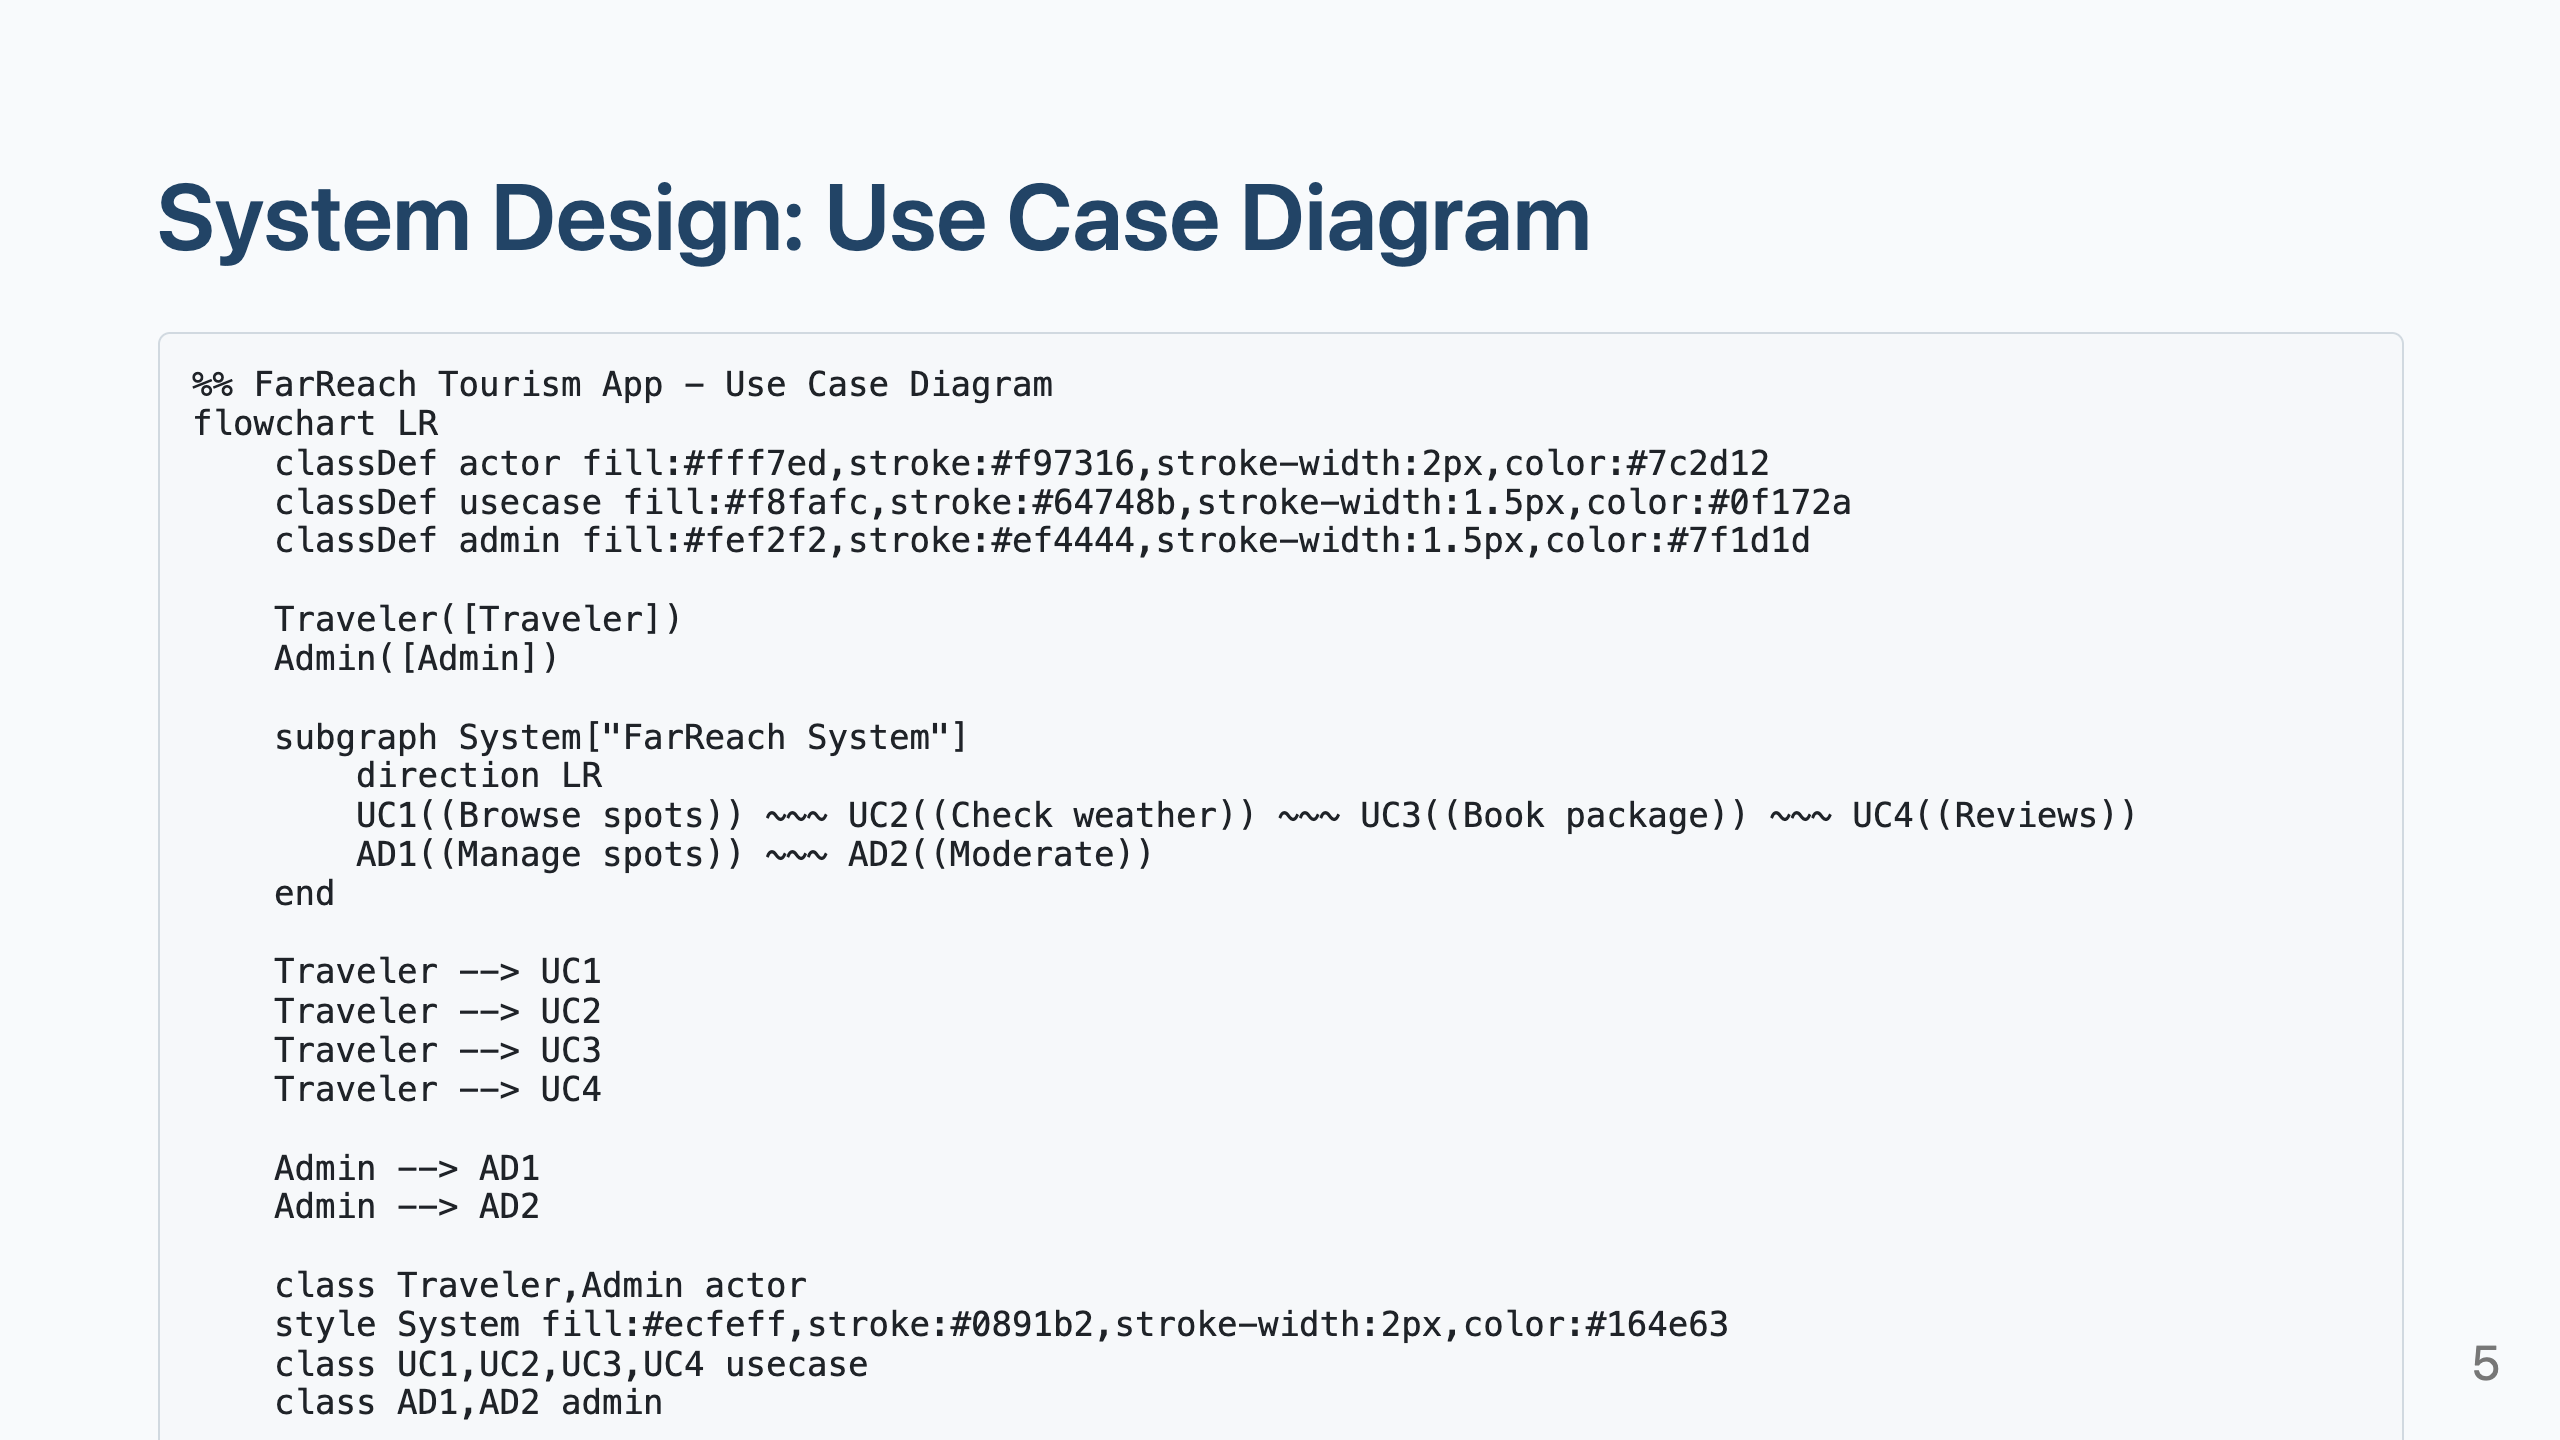 System Design: Use Case Diagram
%% FarReach Tourism App - Use Case Diagram
flowchart LR
    classDef actor fill:#fff7ed,stroke:#f97316,stroke-width:2px,color:#7c2d12
    classDef usecase fill:#f8fafc,stroke:#64748b,stroke-width:1.5px,color:#0f172a
    classDef admin fill:#fef2f2,stroke:#ef4444,stroke-width:1.5px,color:#7f1d1d

    Traveler([Traveler])
    Admin([Admin])

    subgraph System["FarReach System"]
        direction LR
        UC1((Browse spots)) ~~~ UC2((Check weather)) ~~~ UC3((Book package)) ~~~ UC4((Reviews))
        AD1((Manage spots)) ~~~ AD2((Moderate))
    end

    Traveler --> UC1
    Traveler --> UC2
    Traveler --> UC3
    Traveler --> UC4

    Admin --> AD1
    Admin --> AD2

    class Traveler,Admin actor
    style System fill:#ecfeff,stroke:#0891b2,stroke-width:2px,color:#164e63
    class UC1,UC2,UC3,UC4 usecase
    class AD1,AD2 admin
5